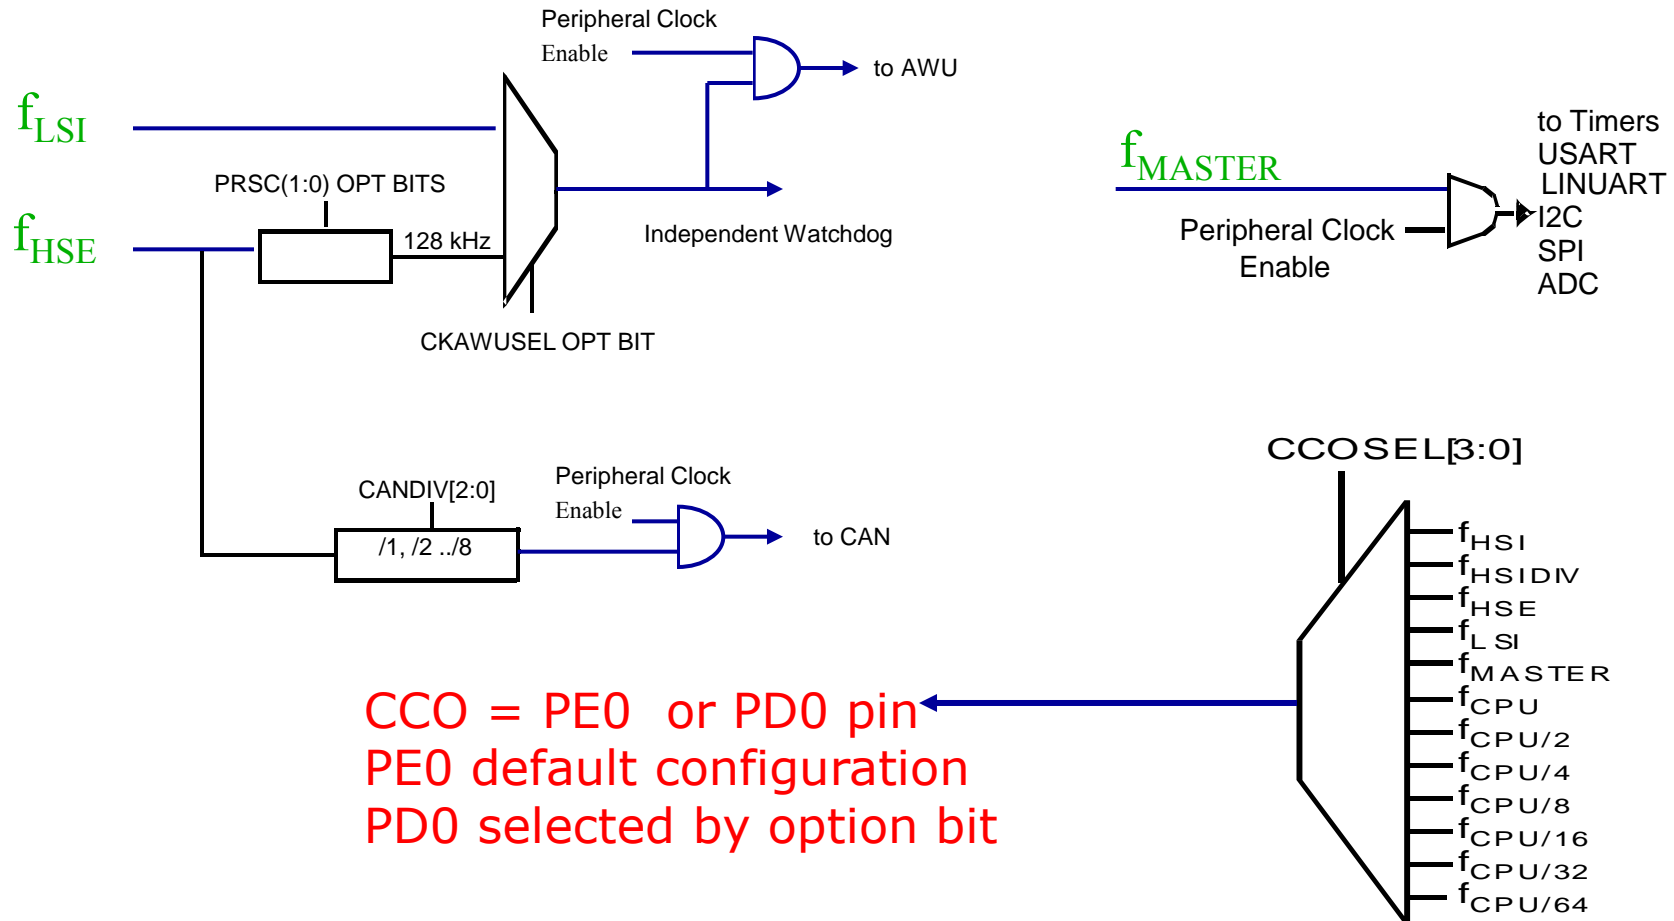 Peripheral Clock
Enable
to AWU
fLSI
PRSC(1:0) OPT BITS
fHSE
128 kHz
Independent Watchdog
CKAWUSEL OPT BIT
fMASTER
Peripheral Clock
Enable
to Timers
USART
LINUART
I2C
SPI
ADC
CANDIV[2:0]
/1, /2 ../8
Peripheral Clock
Enable
to CAN
CCOSEL[3:0]
fHSI
fHSIDIV
fHSE
fLSI
fMASTER
fCPU
fCPU/2
fCPU/4
fCPU/8
fCPU/16
fCPU/32
fCPU/64
CCO = PE0 or PD0 pin
PE0 default configuration
PD0 selected by option bit